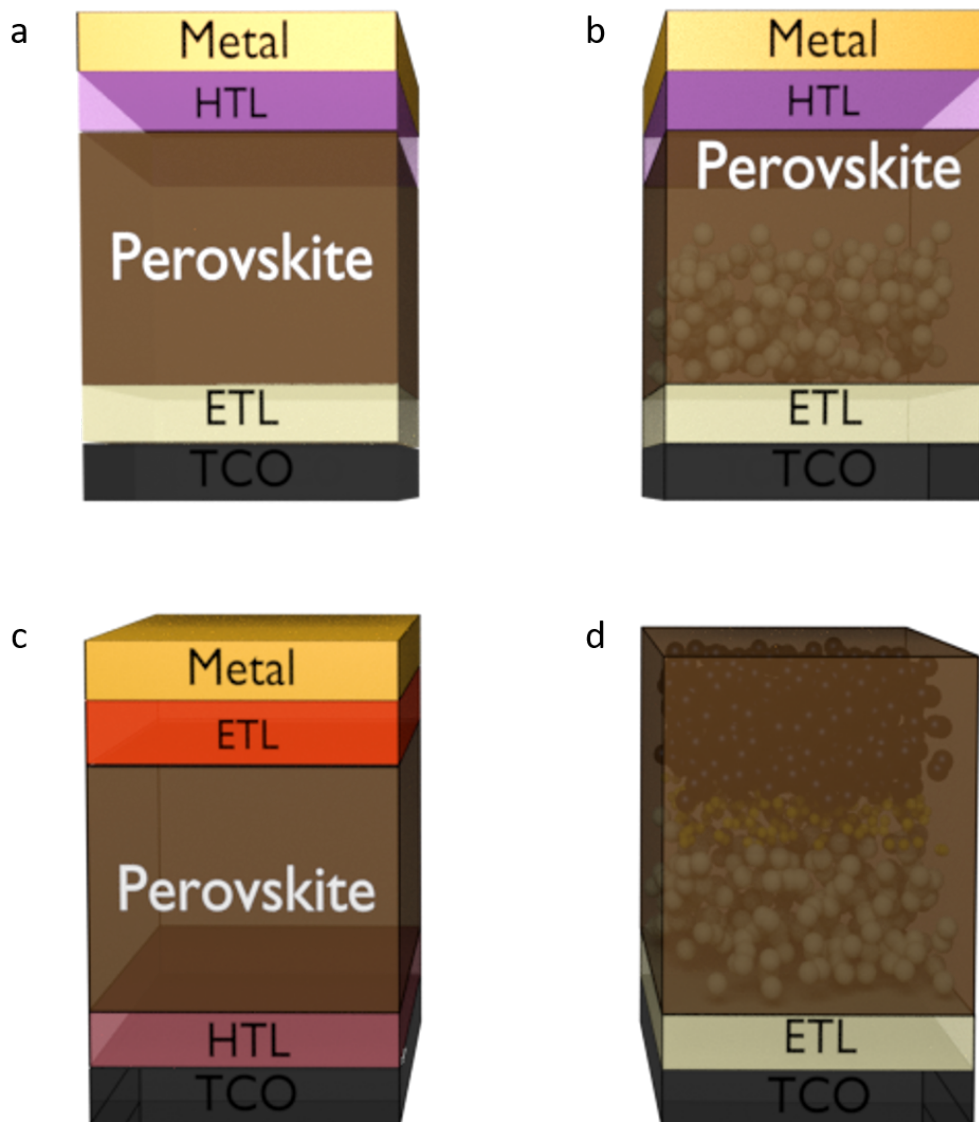 a
Metal
HTL
Perovskite
ETL
TCO
b
Metal
HTL
Perovskite
ETL
TCO
c
Metal
ETL
Perovskite
HTL
TCO
d
ETL
TCO